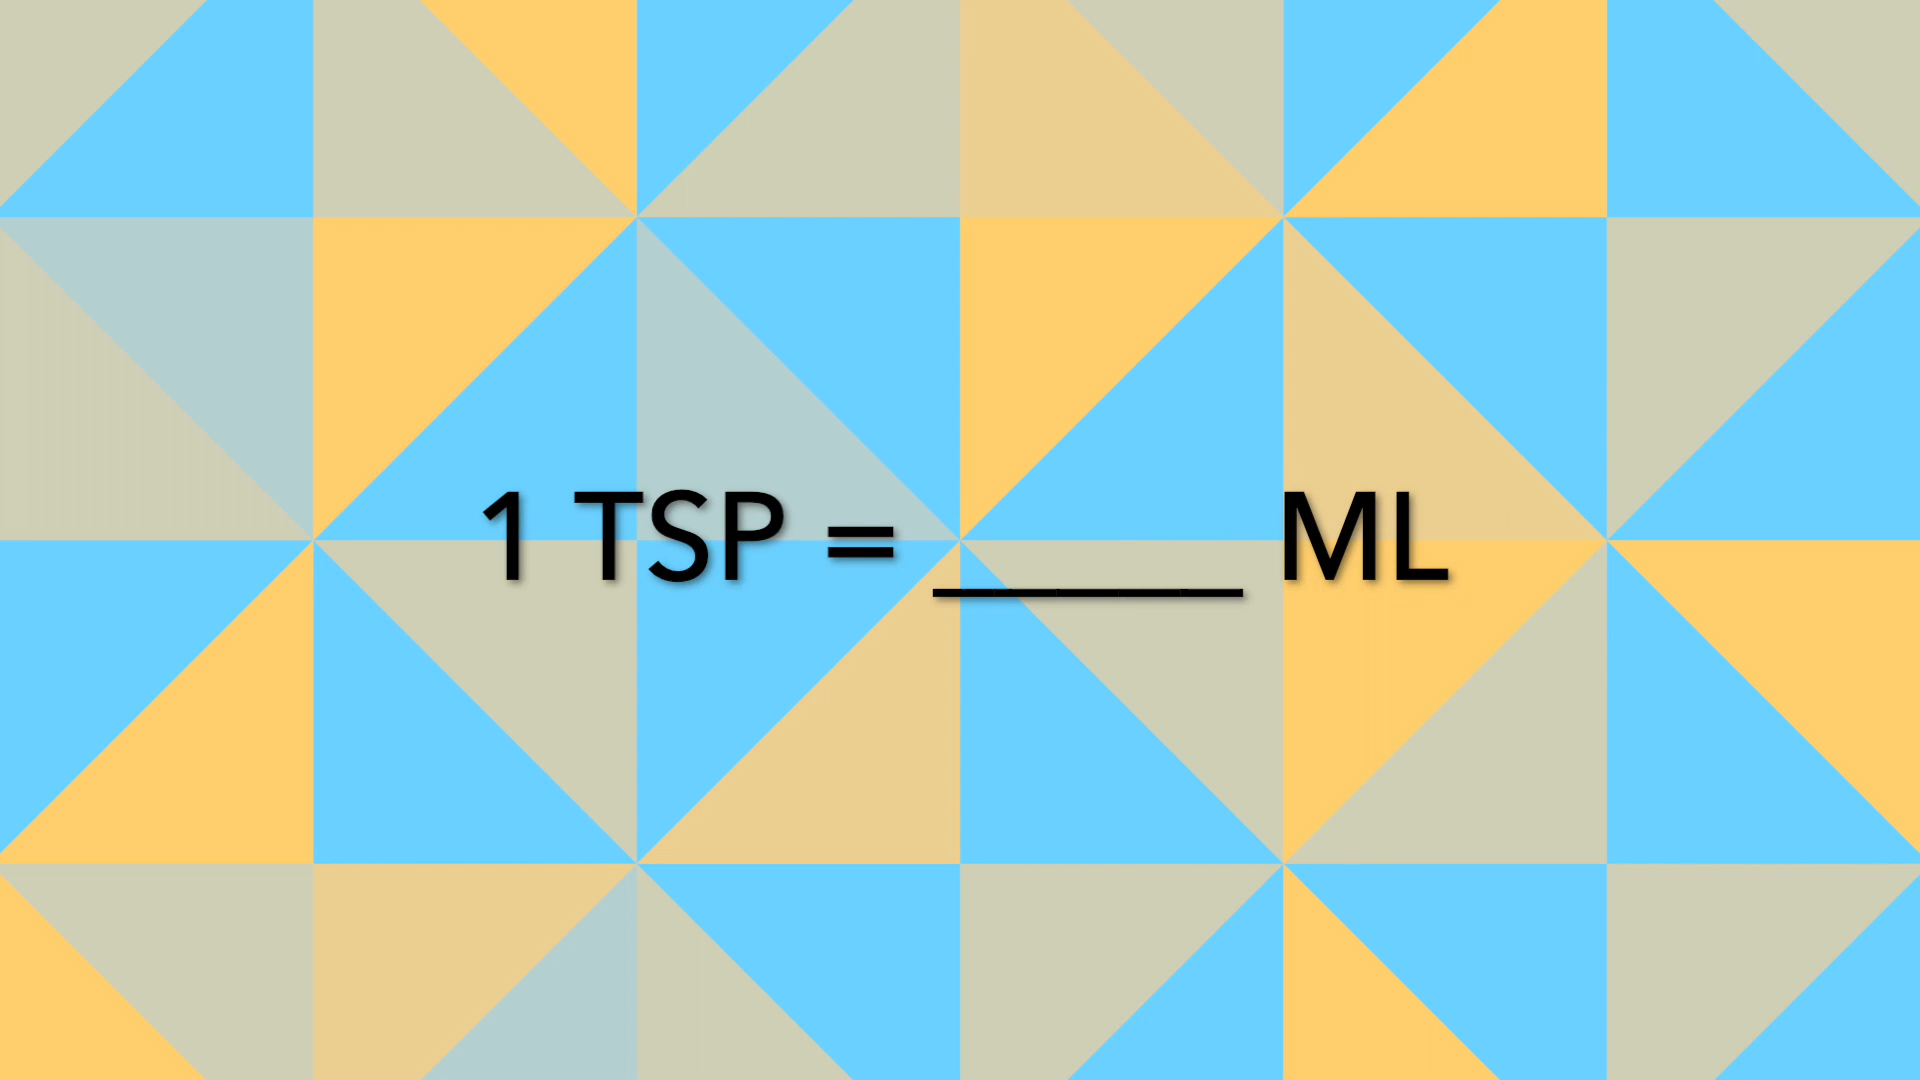 1 TSP = _____ ML